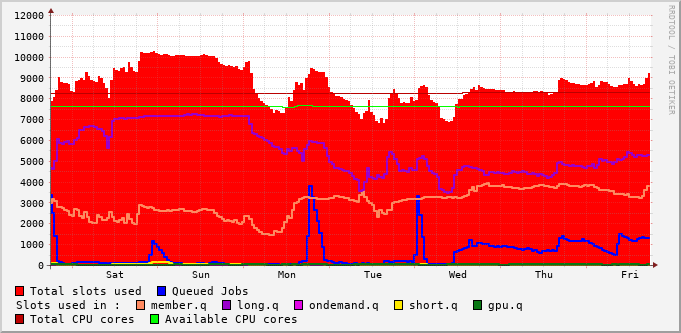 12000
11000
10000
9000
8000
7000
6000
5000
4000
3000
2000
1000
0
Sat Sun Mon Tue Wed Thu Fri
RRDTOOL / TOBI OETIKER
Total slots used Queued Jobs
Slots used in : member.q long.q ondemand.q short.q gpu.q
Total CPU cores Available CPU cores